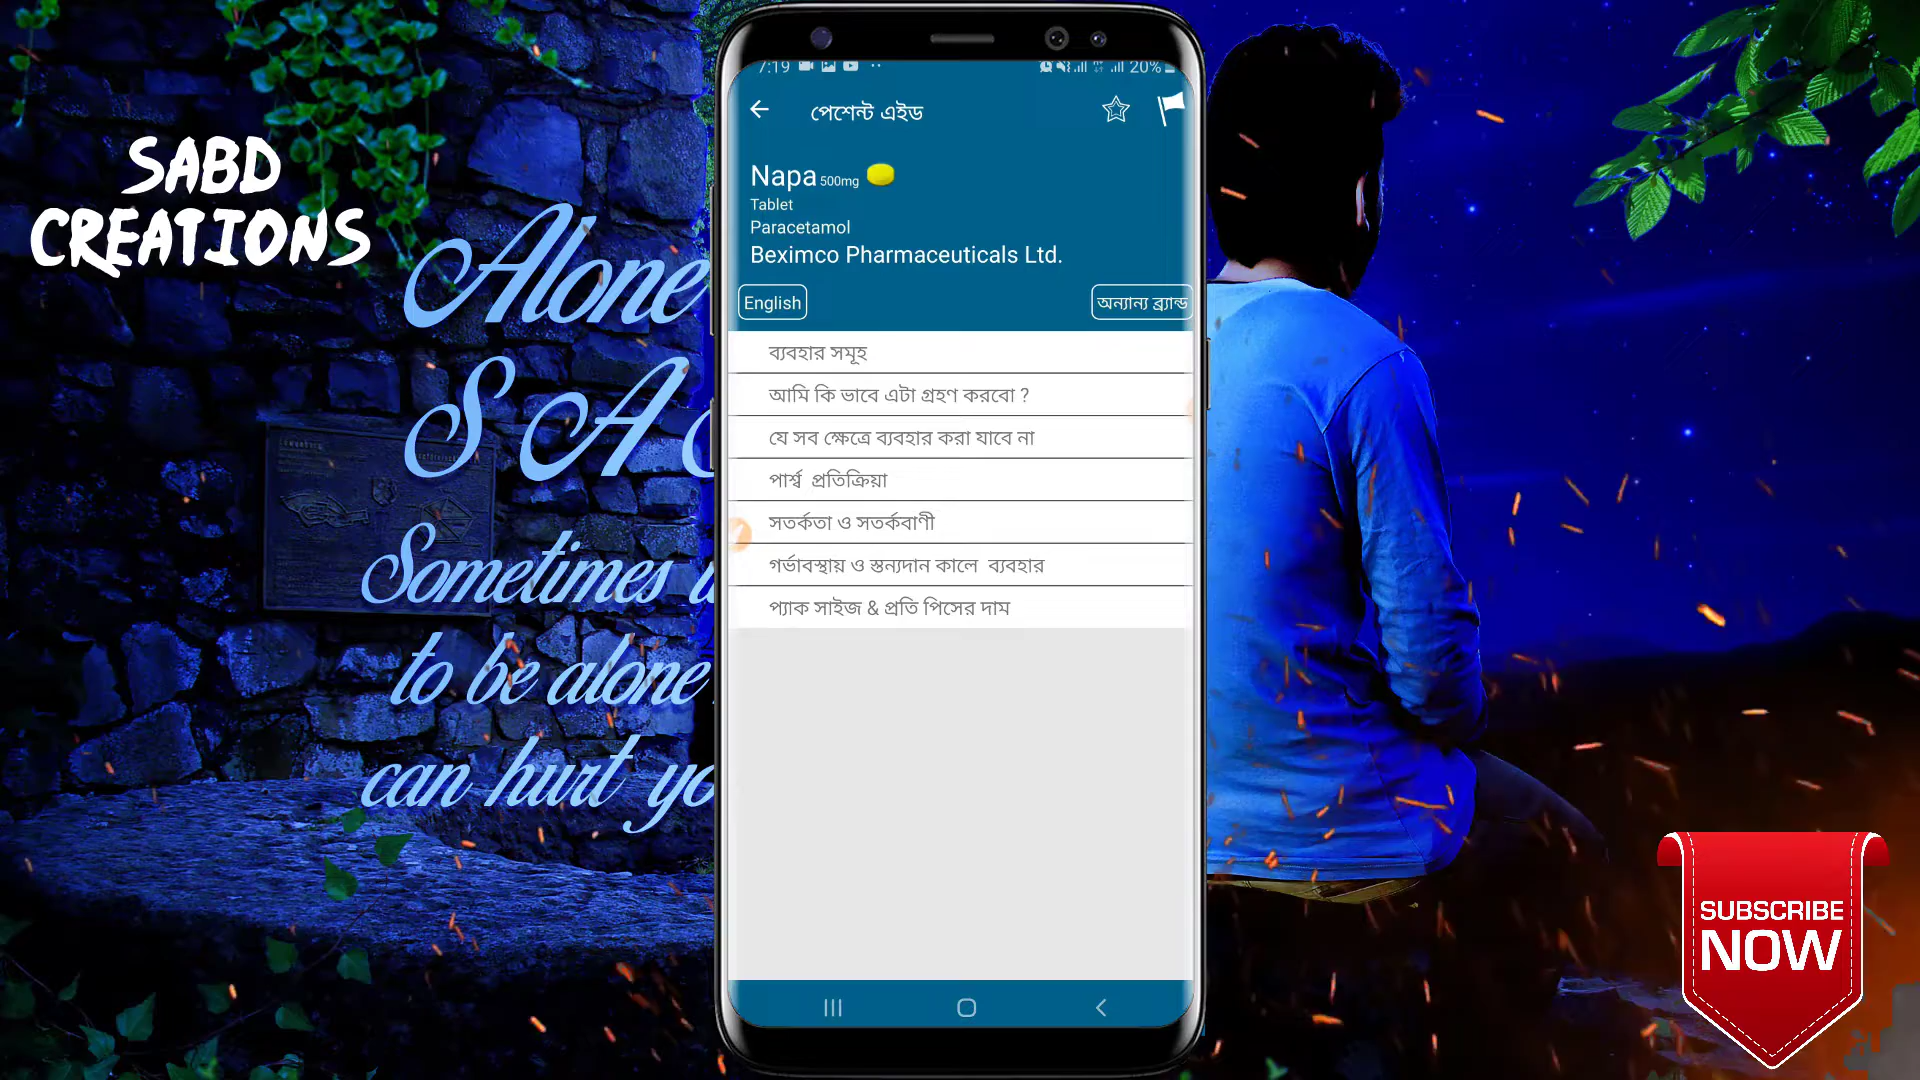 SABD
CREATIONS
Alone
S A
Sometimes
to be alone
can hurt
7:19
20%
পেশেন্ট এইড
Napa 500mg
Tablet
Paracetamol
Beximco Pharmaceuticals Ltd.
English
অন্যান্য ব্র্যান্ড
ব্যবহার সমূহ
আমি কি ভাবে এটা গ্রহণ করবো ?
যে সব ক্ষেত্রে ব্যবহার করা যাবে না
পার্শ্ব প্রতিক্রিয়া
সতর্কতা ও সতর্কবাণী
গর্ভাবস্থায় ও স্তন্যদান কালে ব্যবহার
প্যাক সাইজ & প্রতি পিসের দাম
SUBSCRIBE
NOW